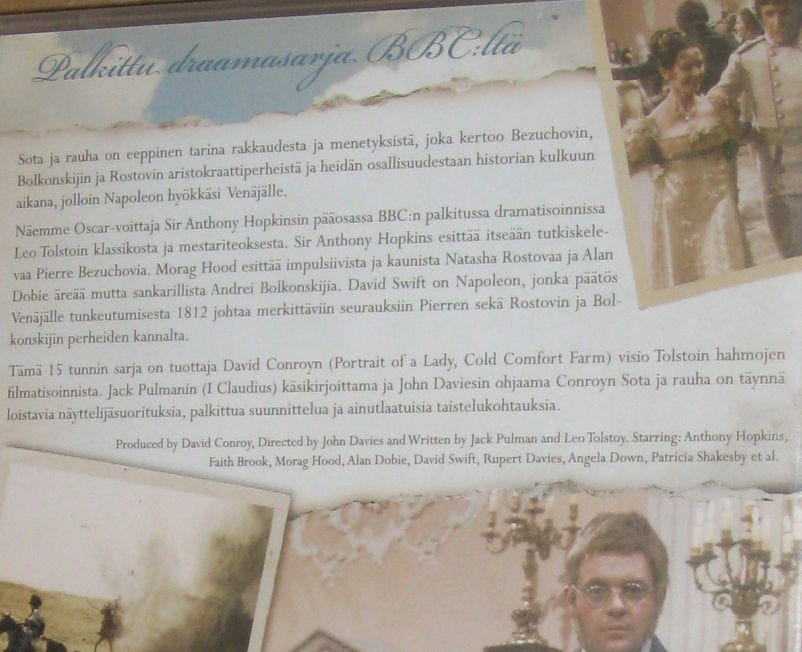 Palkittu draamasarja BBC:ltä
Sota ja rauha on eeppinen tarina rakkaudesta ja menetyksistä, joka kertoo Bezuchovin,
Bolkonskijin ja Rostovin aristokraattiperheistä ja heidän osallisuudestaan historian kulkuun
aikana, jolloin Napoleon hyökkäsi Venäjälle.
Näemme Oscar-voittaja Sir Anthony Hopkinsin pääosassa BBC:n palkitussa dramatisoinnissa
Leo Tolstoin klassikosta ja mestariteoksesta. Sir Anthony Hopkins esittää itseään tutkiskele-
vaa Pierre Bezuchovia. Morag Hood esittää impulsiivista ja kaunista Natasha Rostovaa ja Alan
Dobie äreää mutta sankarillista Andrei Bolkonskijia. David Swift on Napoleon, jonka päätös
Venäjälle tunkeutumisesta 1812 johtaa merkittäviin seurauksiin Pierren sekä Rostovin ja Bol-
konskijin perheiden kannalta.
Tämä 15 tunnin sarja on tuottaja David Conroyn (Portrait of a Lady, Cold Comfort Farm) visio Tolstoin hahmojen
filmatisoinnista. Jack Pulmanin (I Claudius) käsikirjoittama ja John Daviesin ohjaama Conroyn Sota ja rauha on täynnä
loistavia näyttelijäsuorituksia, palkittua suunnittelua ja ainutlaatuisia taistelukohtauksia.
Produced by David Conroy, Directed by John Davies and Written by Jack Pulman and Leo Tolstoy. Starring: Anthony Hopkins,
Faith Brook, Morag Hood, Alan Dobie, David Swift, Rupert Davies, Angela Down, Patricia Shakesby et al.